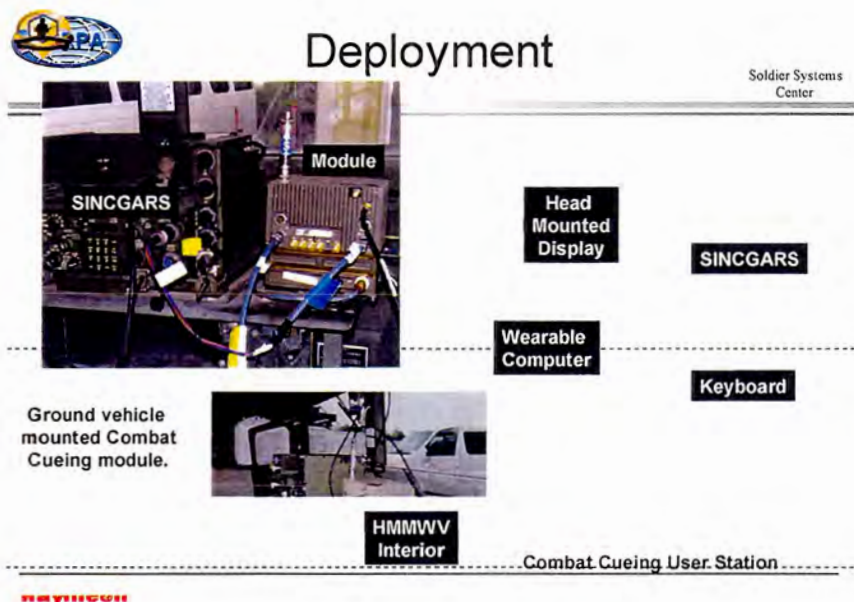 Deployment
Soldier Systems
Center
Module
SINCGARS
Head
Mounted
Display
SINCGARS
Wearable
Computer
Keyboard
Ground vehicle
mounted Combat
Cueing module.
HMMWV
Interior
Combat Cueing User Station